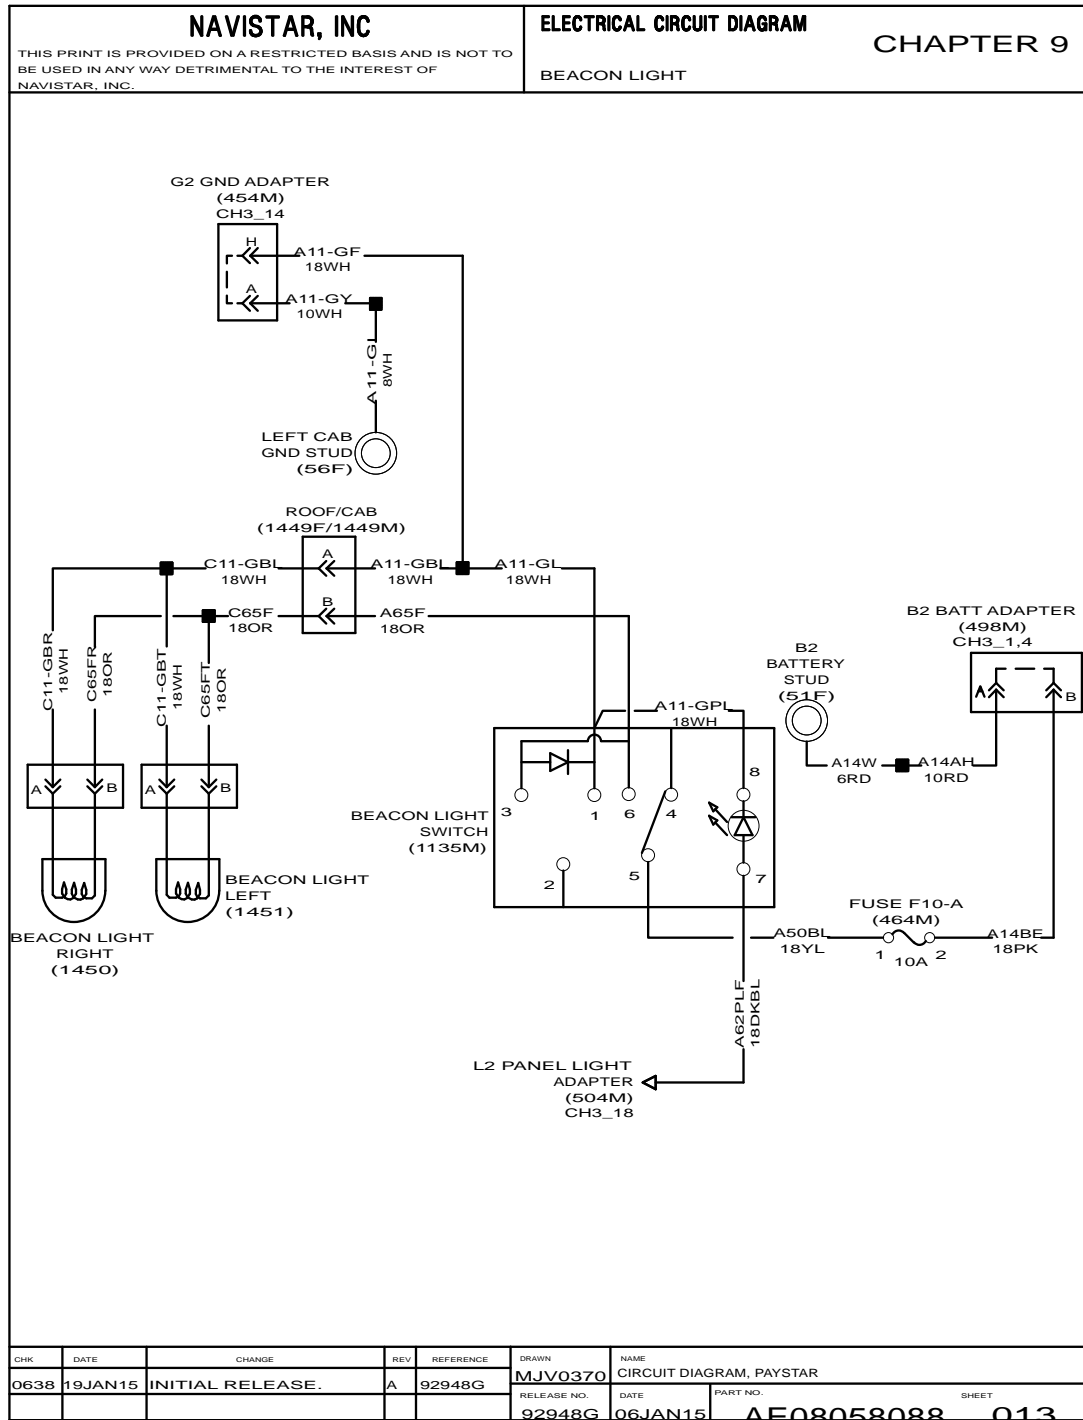 NAVISTAR, INC
THIS PRINT IS PROVIDED ON A RESTRICTED BASIS AND IS NOT TO
BE USED IN ANY WAY DETRIMENTAL TO THE INTEREST OF
NAVISTAR, INC.
ELECTRICAL CIRCUIT DIAGRAM
CHAPTER 9
BEACON LIGHT
G2 GND ADAPTER
(454M)
CH3_14
H
A11-GF
18WH
A
A11-GY
10WH
A11-GL
8WH
LEFT CAB
GND STUD
(56F)
ROOF/CAB
(1449F/1449M)
C11-GBL
18WH
A
A11-GBL
18WH
A11-GL
18WH
C65F
18OR
B
A65F
18OR
C11-GBR
18WH
C65FR
18OR
C11-GBT
18WH
C65FT
18OR
B2 BATT ADAPTER
(498M)
CH3_1,4
A
B
B2
BATTERY
STUD
(51F)
A14W
6RD
A14AH
10RD
A11-GPL
18WH
A
B
A
B
BEACON LIGHT
SWITCH
(1135M)
3
1
6
4
8
2
5
7
BEACON LIGHT
LEFT
(1451)
BEACON LIGHT
RIGHT
(1450)
FUSE F10-A
(464M)
A50BL
18YL
1
10A
2
A14BE
18PK
A62PLF
18DKBL
L2 PANEL LIGHT
ADAPTER
(504M)
CH3_18
CHK DATE CHANGE REV REFERENCE
0638 19JAN15 INITIAL RELEASE. A 92948G
DRAWN
MJV0370
NAME
CIRCUIT DIAGRAM, PAYSTAR
RELEASE NO.
92948G
DATE
06JAN15
PART NO.
AE08058088
SHEET
013